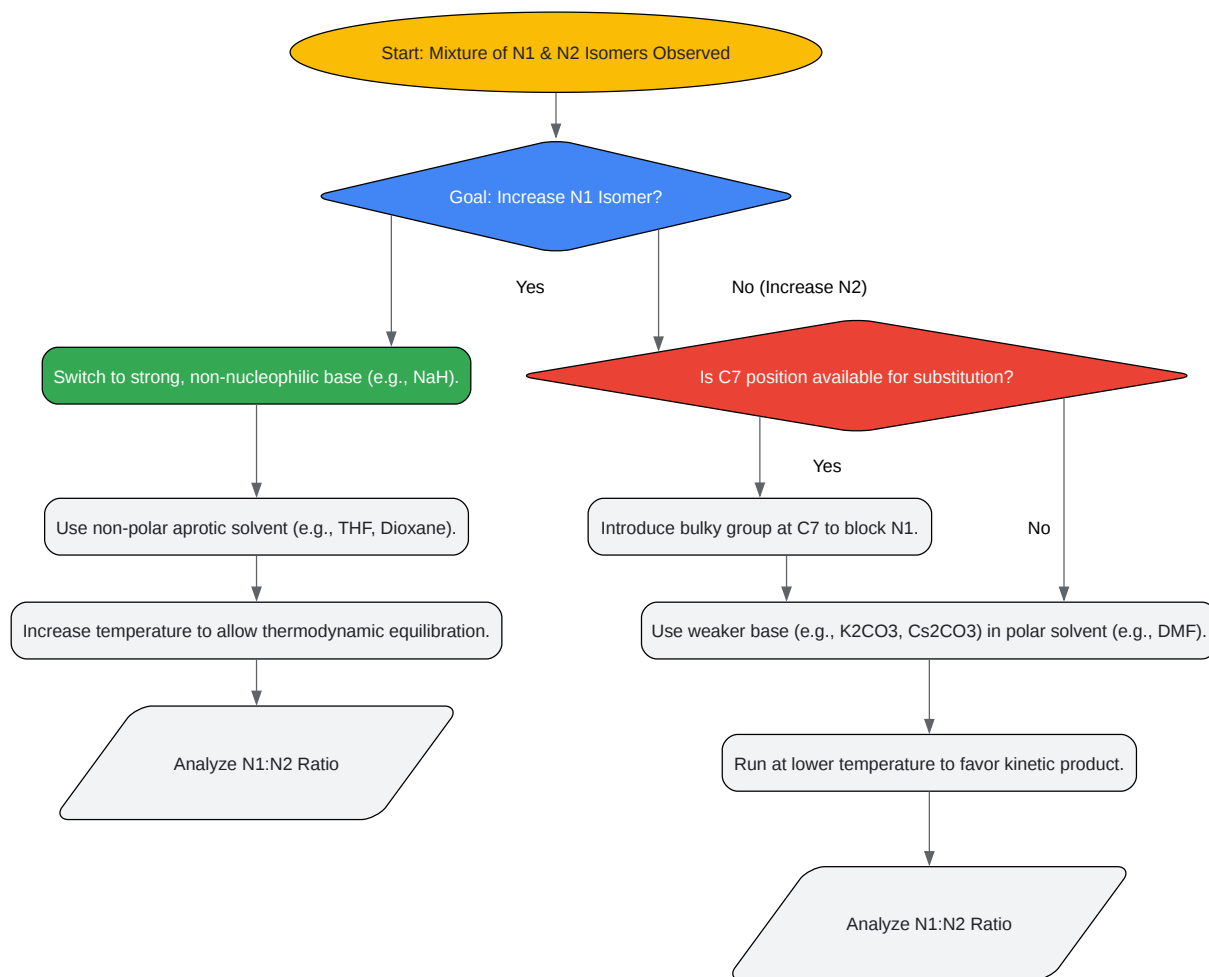 Start: Mixture of N1 & N2 Isomers Observed
Goal: Increase N1 Isomer?
Yes
No (Increase N2)
Switch to strong, non-nucleophilic base (e.g., NaH).
Is C7 position available for substitution?
Yes
Use non-polar aprotic solvent (e.g., THF, Dioxane).
Introduce bulky group at C7 to block N1.
No
Increase temperature to allow thermodynamic equilibration.
Use weaker base (e.g., K2CO3, Cs2CO3) in polar solvent (e.g., DMF).
Analyze N1:N2 Ratio
Run at lower temperature to favor kinetic product.
Analyze N1:N2 Ratio